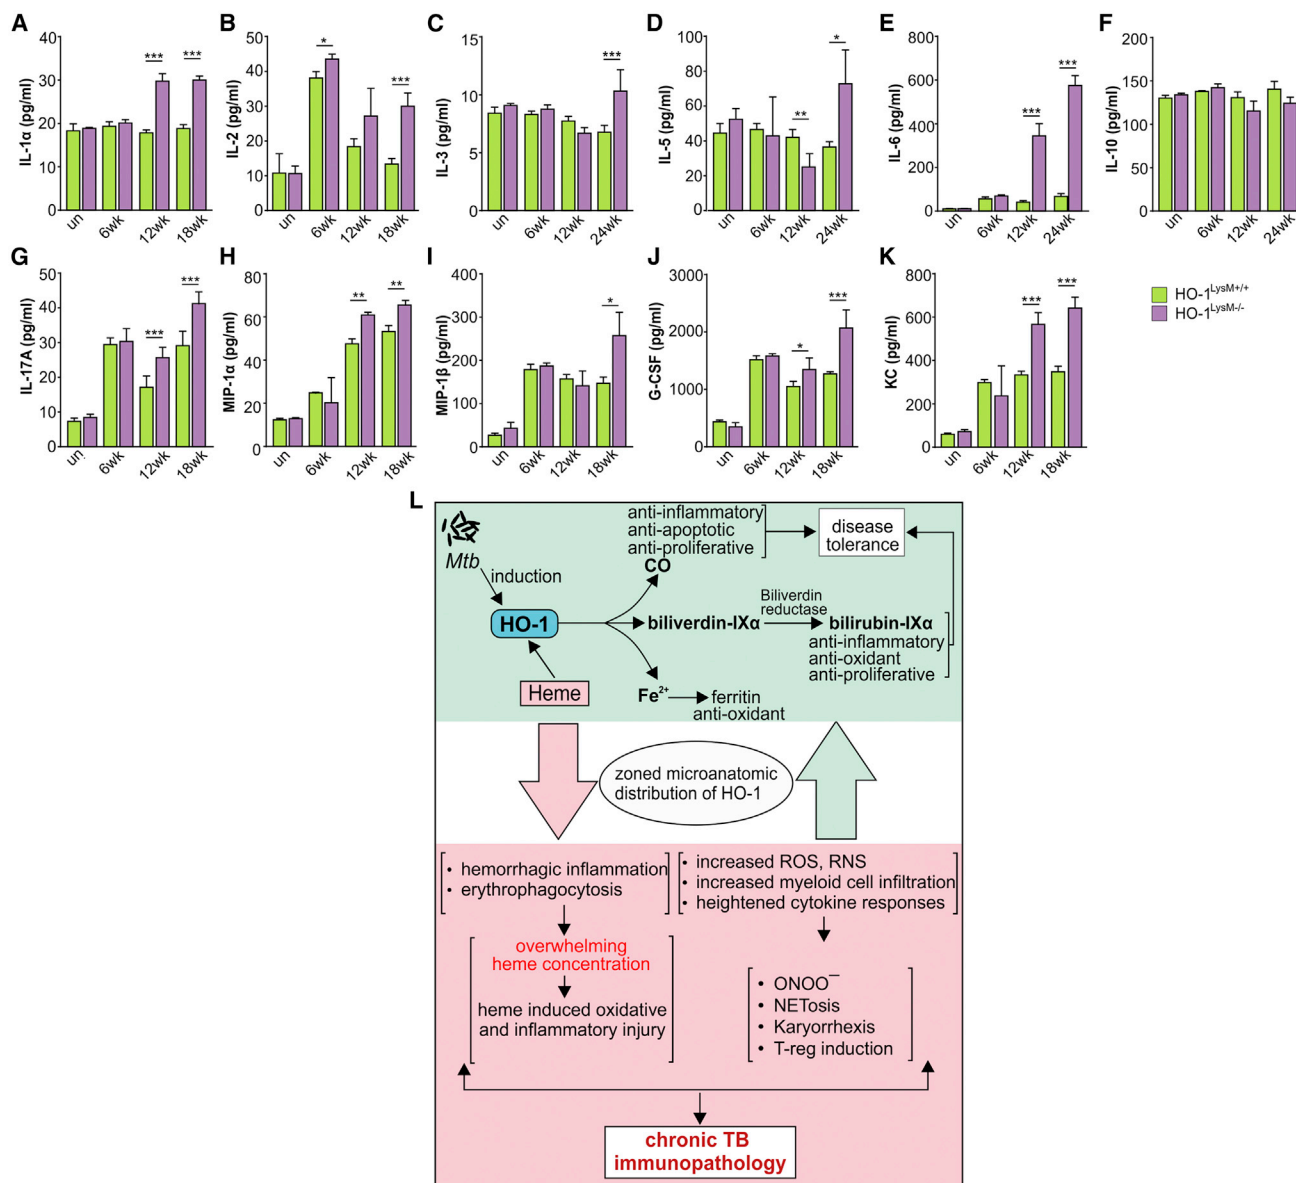 A
IL-1α (pg/ml)
40
30
20
10
0
***
***
un
6wk
12wk
18wk
B
IL-2 (pg/ml)
50
40
30
20
10
0
*
***
un
6wk
12wk
18wk
C
IL-3 (pg/ml)
15
10
5
0
***
un
6wk
12wk
24wk
D
IL-5 (pg/ml)
100
80
60
40
20
0
**
*
un
6wk
12wk
24wk
E
IL-6 (pg/ml)
800
600
400
200
0
***
***
un
6wk
12wk
24wk
F
IL-10 (pg/ml)
200
150
100
50
0
un
6wk
12wk
24wk
G
IL-17A (pg/ml)
50
40
30
20
10
0
***
***
un
6wk
12wk
18wk
H
MIP-1α (pg/ml)
80
60
40
20
0
**
**
un
6wk
12wk
18wk
I
MIP-1β (pg/ml)
400
300
200
100
0
*
un
6wk
12wk
18wk
J
G-CSF (pg/ml)
3000
2000
1000
0
*
***
un
6wk
12wk
18wk
K
KC (pg/ml)
800
600
400
200
0
***
***
un
6wk
12wk
18wk
HO-1^LysM+/+
HO-1^LysM-/-
L
Mtb
induction
HO-1
Heme
anti-inflammatory
anti-apoptotic
anti-proliferative
CO
disease
tolerance
biliverdin-IXα
Biliverdin
reductase
bilirubin-IXα
anti-inflammatory
anti-oxidant
anti-proliferative
Fe²⁺
ferritin
anti-oxidant
zoned microanatomic
distribution of HO-1
• hemorrhagic inflammation
• erythrophagocytosis
overwhelming
heme concentration
heme induced oxidative
and inflammatory injury
• increased ROS, RNS
• increased myeloid cell infiltration
• heightened cytokine responses
• ONOO⁻
• NETosis
• Karyorrhexis
• T-reg induction
chronic TB
immunopathology